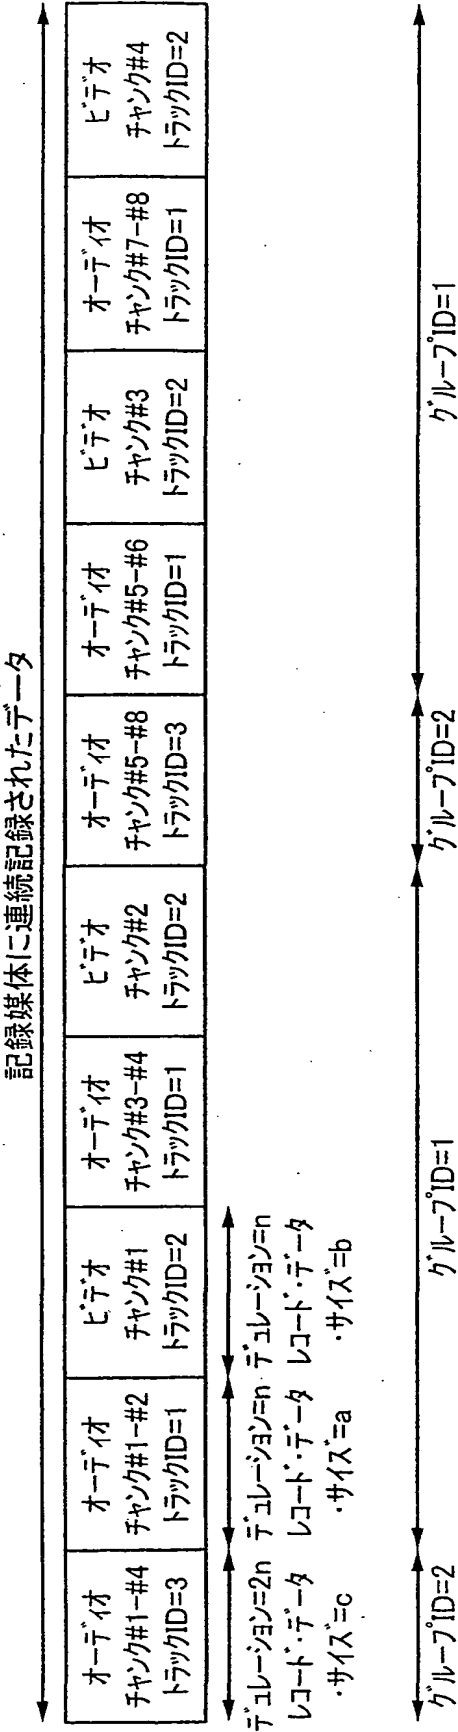 記録媒体に連続記録されたデータ
オーディオ
チャンク#1-#4
トラックID=3
オーディオ
チャンク#1-#2
トラックID=1
ビデオ
チャンク#1
トラックID=2
オーディオ
チャンク#3-#4
トラックID=1
ビデオ
チャンク#2
トラックID=2
オーディオ
チャンク#5-#8
トラックID=3
オーディオ
チャンク#5-#6
トラックID=1
ビデオ
チャンク#3
トラックID=2
オーディオ
チャンク#7-#8
トラックID=1
ビデオ
チャンク#4
トラックID=2
デュレーション=2n
レコード・データ
・サイズ=c
デュレーション=n
レコード・データ
・サイズ=a
デュレーション=n
レコード・データ
・サイズ=b
グループID=2
グループID=1
グループID=2
グループID=1